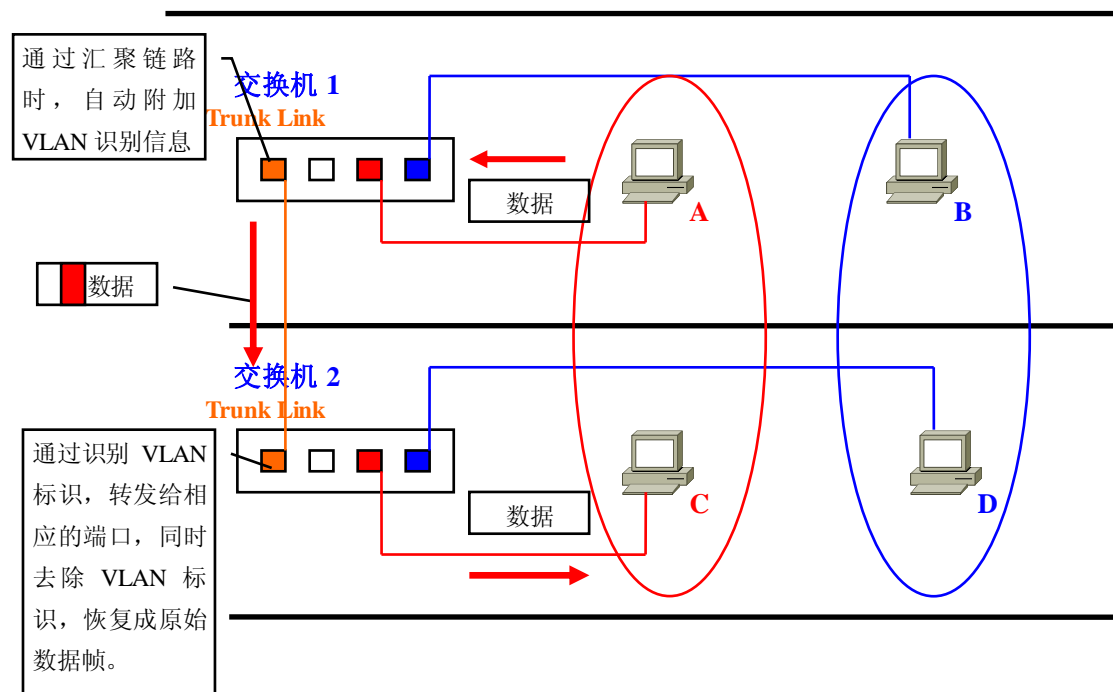 通过汇聚链路
时，自动附加
VLAN 识别信息
交换机 1
Trunk Link
数据
A
B
数据
交换机 2
Trunk Link
通过识别 VLAN
标识，转发给相
应的端口，同时
去除 VLAN 标
识，恢复成原始
数据帧。
数据
C
D